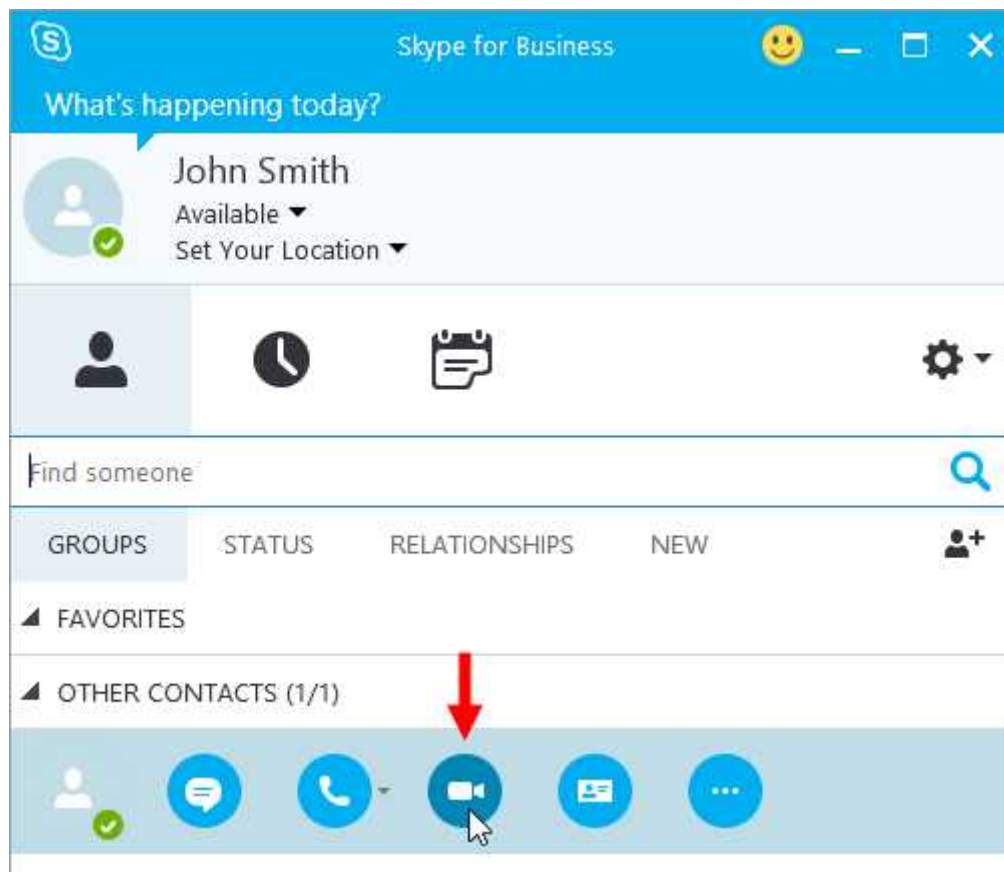 Skype for Business
What's happening today?
John Smith
Available
Set Your Location
Find someone
GROUPS STATUS RELATIONSHIPS NEW
FAVORITES
OTHER CONTACTS (1/1)